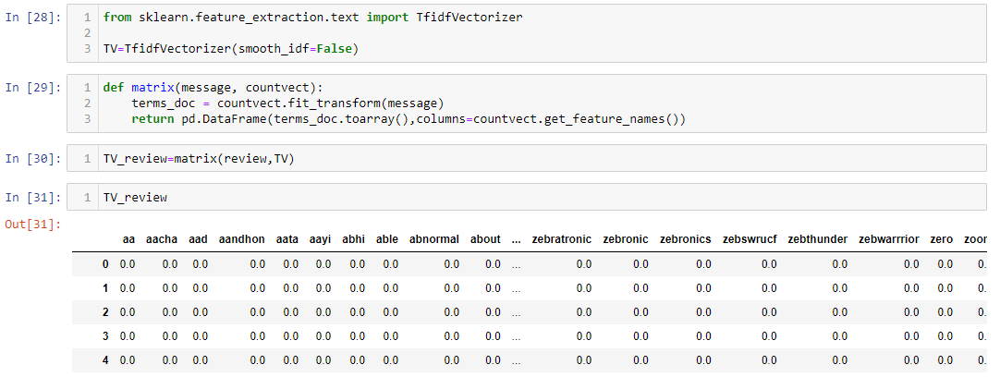 In [28]: 1 from sklearn.feature_extraction.text import TfidfVectorizer
2
3 TV=TfidfVectorizer(smooth_idf=False)
In [29]: 1 def matrix(message, countvect):
2     terms_doc = countvect.fit_transform(message)
3     return pd.DataFrame(terms_doc.toarray(),columns=countvect.get_feature_names())
In [30]: 1 TV_review=matrix(review,TV)
In [31]: 1 TV_review
Out[31]:
aa aacha aad aandhon aata aayi abhi able abnormal about ... zebratronic zebronic zebronics zebswrucf zebthunder zebwarrrior zero zoor
0 0.0 0.0 0.0 0.0 0.0 0.0 0.0 0.0 0.0 0.0 ... 0.0 0.0 0.0 0.0 0.0 0.0 0.0 0.
1 0.0 0.0 0.0 0.0 0.0 0.0 0.0 0.0 0.0 0.0 ... 0.0 0.0 0.0 0.0 0.0 0.0 0.0 0.
2 0.0 0.0 0.0 0.0 0.0 0.0 0.0 0.0 0.0 0.0 ... 0.0 0.0 0.0 0.0 0.0 0.0 0.0 0.
3 0.0 0.0 0.0 0.0 0.0 0.0 0.0 0.0 0.0 0.0 ... 0.0 0.0 0.0 0.0 0.0 0.0 0.0 0.
4 0.0 0.0 0.0 0.0 0.0 0.0 0.0 0.0 0.0 0.0 ... 0.0 0.0 0.0 0.0 0.0 0.0 0.0 0.